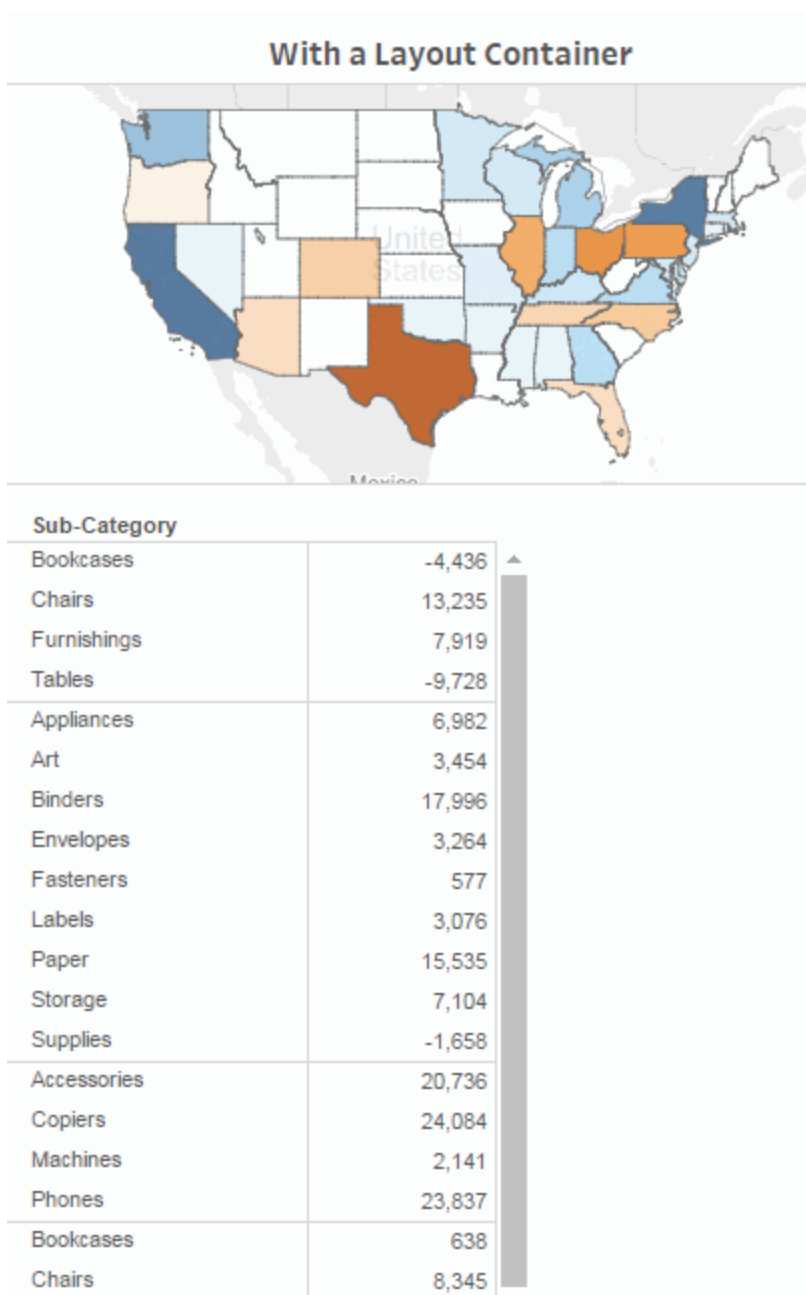 With a Layout Container
United
States
Mexico
Sub-Category
Bookcases -4,436
Chairs 13,235
Furnishings 7,919
Tables -9,728
Appliances 6,982
Art 3,454
Binders 17,996
Envelopes 3,264
Fasteners 577
Labels 3,076
Paper 15,535
Storage 7,104
Supplies -1,658
Accessories 20,736
Copiers 24,084
Machines 2,141
Phones 23,837
Bookcases 638
Chairs 8,345